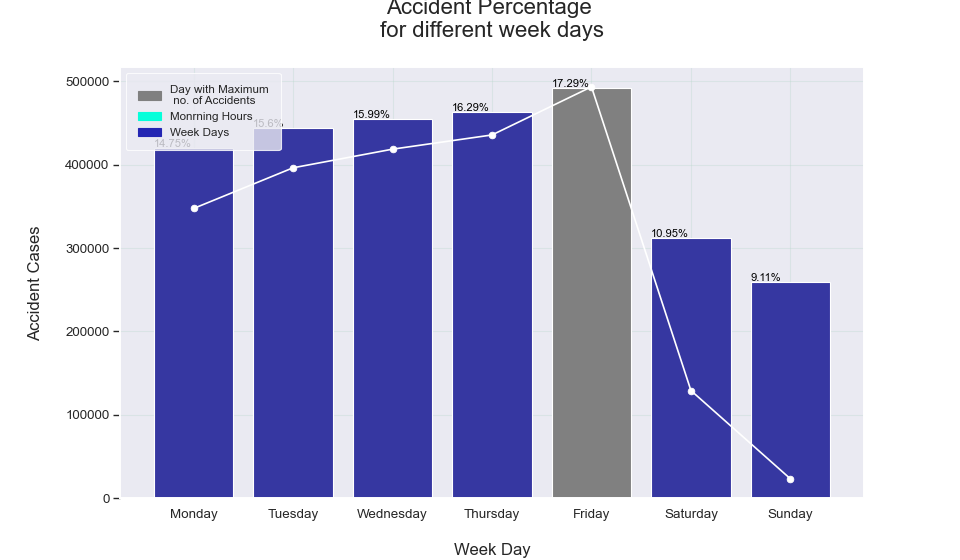 Accident Percentage
for different week days
500000
400000
300000
200000
100000
0
Accident Cases
Day with Maximum
no. of Accidents
Monrning Hours
Week Days
14.75%
15.6%
15.99%
16.29%
17.29%
10.95%
9.11%
Monday Tuesday Wednesday Thursday Friday Saturday Sunday
Week Day